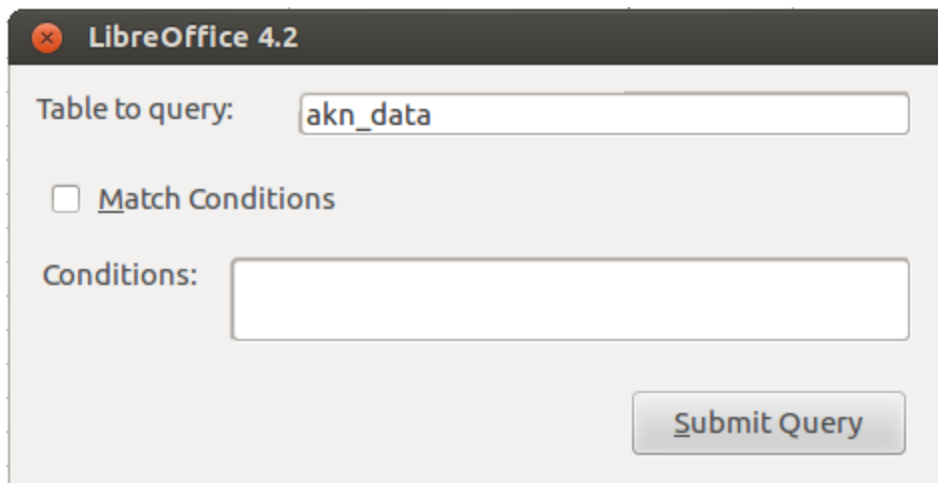 LibreOffice 4.2
Table to query: akn_data
Match Conditions
Conditions:
Submit Query